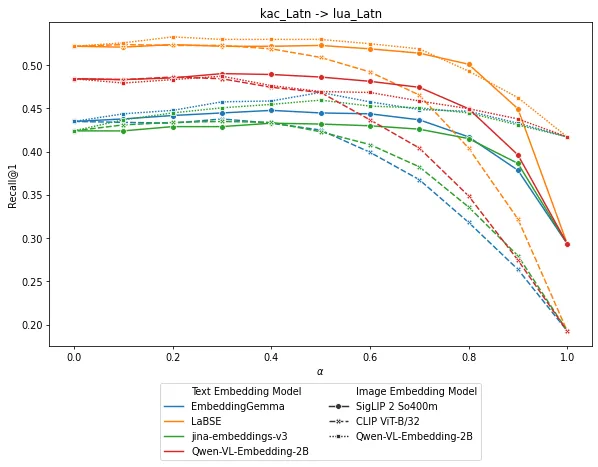 kac_Latn -> lua_Latn
0.50
0.45
0.40
0.35
0.30
0.25
0.20
Recall@1
0.0 0.2 0.4 0.6 0.8 1.0
α
Text Embedding Model Image Embedding Model
EmbeddingGemma SigLIP 2 So400m
LaBSE CLIP ViT-B/32
jina-embeddings-v3 Qwen-VL-Embedding-2B
Qwen-VL-Embedding-2B